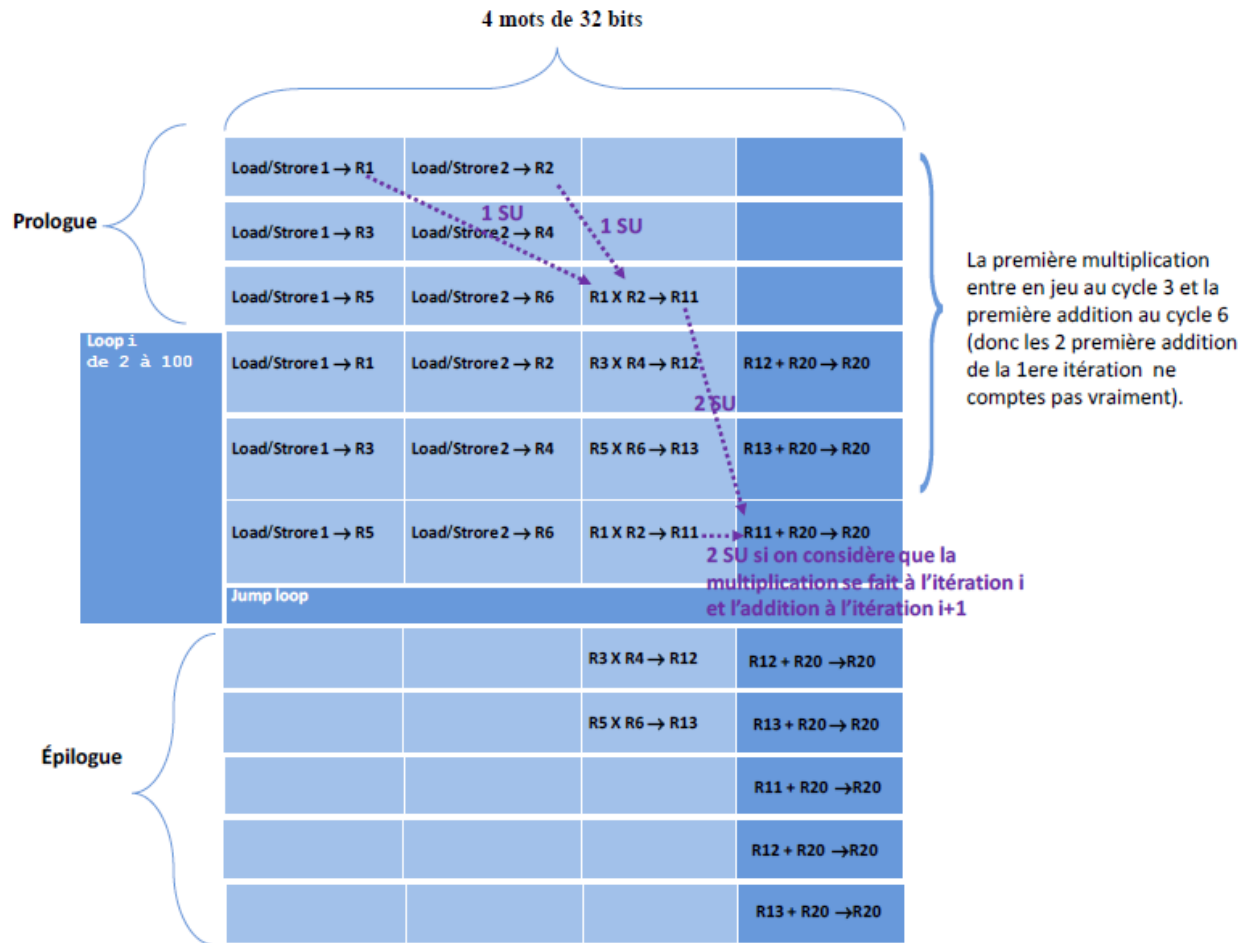 4 mots de 32 bits
Prologue
Load/Strore 1 → R1 Load/Strore 2 → R2
1 SU
1 SU
Load/Strore 1 → R3 Load/Strore 2 → R4
Load/Strore 1 → R5 Load/Strore 2 → R6 R1 X R2 → R11
La première multiplication
entre en jeu au cycle 3 et la
première addition au cycle 6
(donc les 2 première addition
de la 1ere itération ne
comptes pas vraiment).
Loop i
de 2 à 100
Load/Strore 1 → R1 Load/Strore 2 → R2 R3 X R4 → R12 R12 + R20 → R20
2 SU
Load/Strore 1 → R3 Load/Strore 2 → R4 R5 X R6 → R13 R13 + R20 → R20
Load/Strore 1 → R5 Load/Strore 2 → R6 R1 X R2 → R11 R11 + R20 → R20
2 SU si on considère que la
multiplication se fait à l'itération i
et l'addition à l'itération i+1
Jump loop
Épilogue
R3 X R4 → R12 R12 + R20 →R20
R5 X R6 → R13 R13 + R20 → R20
R11 + R20 →R20
R12 + R20 →R20
R13 + R20 →R20